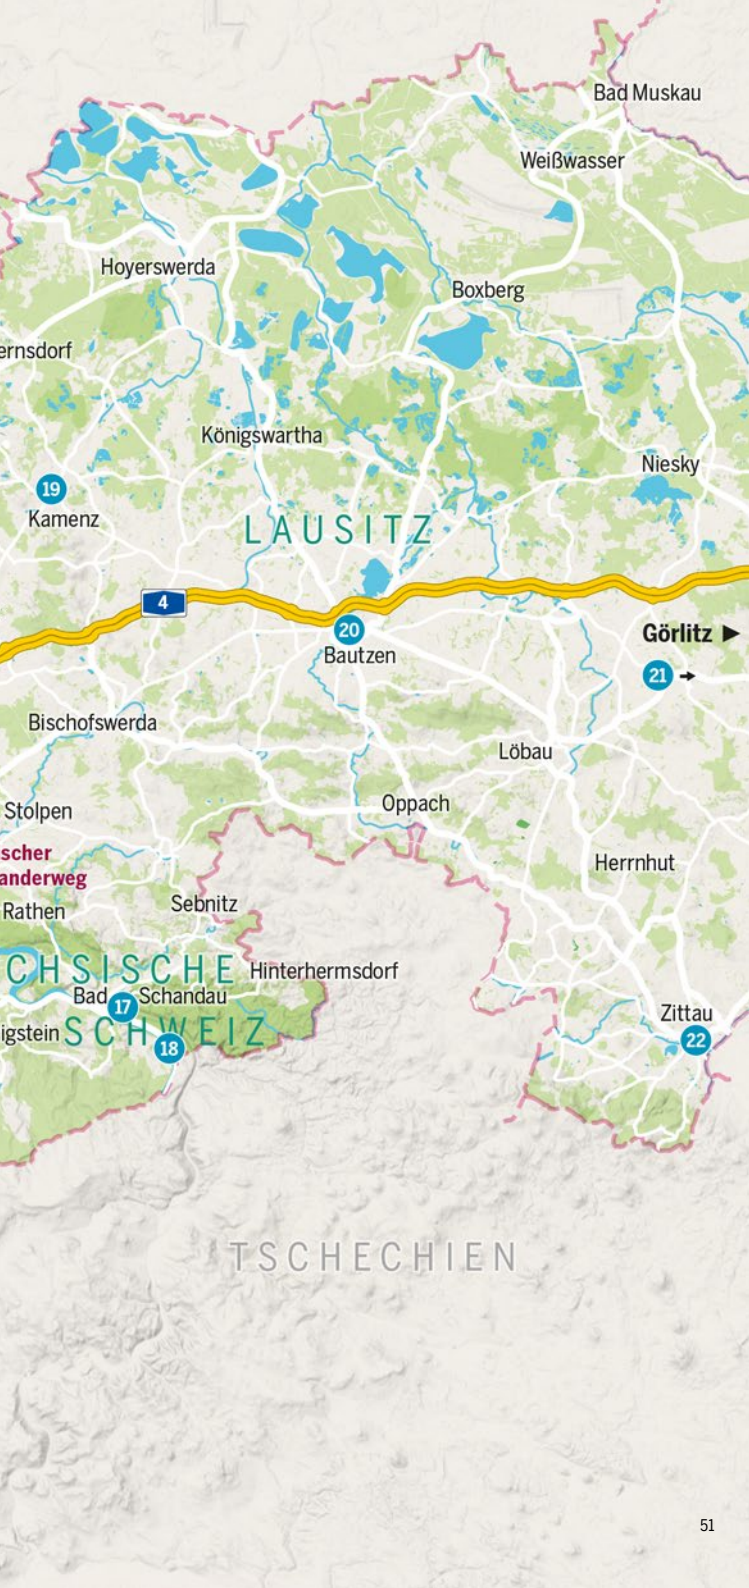 Bad Muskau
Weißwasser
Hoyerswerda
Boxberg
ernsdorf
Königswartha
Niesky
19
Kamenz
LAUSITZ
4
20
Bautzen
Görlitz ►
21 →
Bischofswerda
Löbau
Oppach
Stolpen
scher
anderweg
Herrnhut
Rathen
Sebnitz
CHSISCHE
Hinterhermsdorf
Bad Schandau
17
igstein
SCHWEIZ
18
Zittau
22
TSCHECHIEN
51